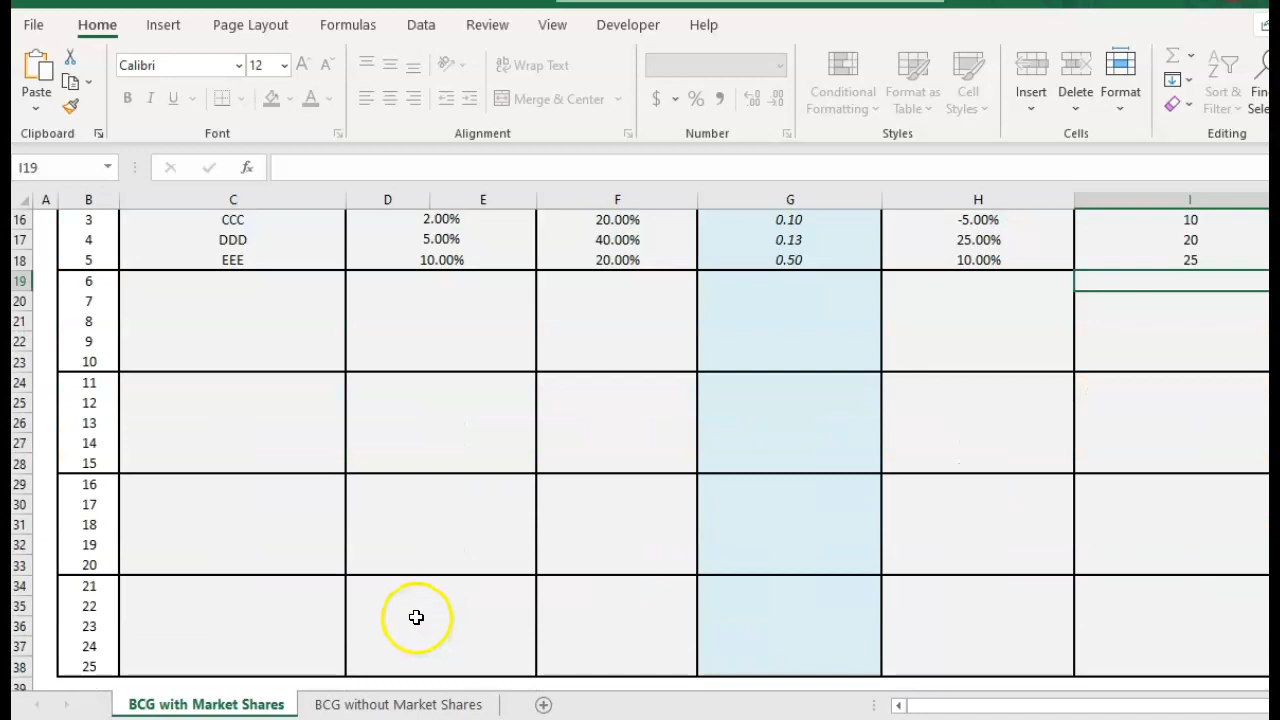 File Home Insert Page Layout Formulas Data Review View Developer Help
Calibri 12 A A Wrap Text
Paste B I U A Merge & Center $ % Conditional Formatting Format as Table Cell Styles Insert Delete Format Sort & Filter
Clipboard Font Alignment Number Styles Cells Editing
I19 fx
A B C D E F G H I
16 3 CCC 2.00% 20.00% 0.10 -5.00% 10
17 4 DDD 5.00% 40.00% 0.13 25.00% 20
18 5 EEE 10.00% 20.00% 0.50 10.00% 25
19 6
20 7
21 8
22 9
23 10
24 11
25 12
26 13
27 14
28 15
29 16
30 17
31 18
32 19
33 20
34 21
35 22
36 23
37 24
38 25
BCG with Market Shares BCG without Market Shares